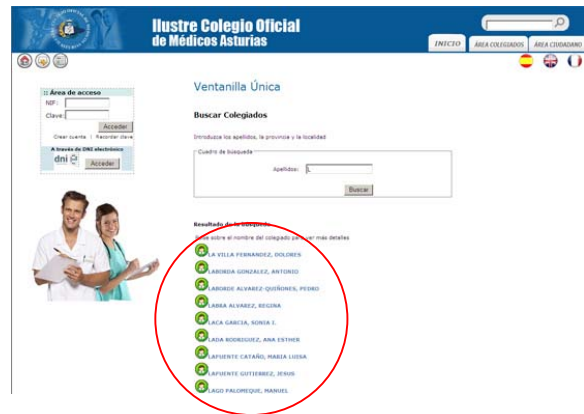 Ilustre Colegio Oficial
de Médicos Asturias
INICIO
ÁREA COLEGIADOS
ÁREA CIUDADANO
:: Área de acceso
NIF:
Clave:
Acceder
Crear cuenta | Recordar clave
A través de DNI electrónico
dni e
Acceder
Ventanilla Única
Buscar Colegiados
Introduzca los apellidos, la provincia y la localidad
Cuadro de búsqueda
Apellidos:
Buscar
Resultado de la búsqueda
sobre el nombre del colegiado para ver más detalles
LA VILLA FERNANDEZ, DOLORES
LABORDA GONZALEZ, ANTONIO
LABORDE ALVAREZ-QUIÑONES, PEDRO
LABRA ALVAREZ, REGINA
LACA GARCIA, SONIA I.
LADA RODRIGUEZ, ANA ESTHER
LAFUENTE CATAÑO, MARIA LUISA
LAFUENTE GUTIERREZ, JESUS
LAGO PALOMEQUE, MANUEL